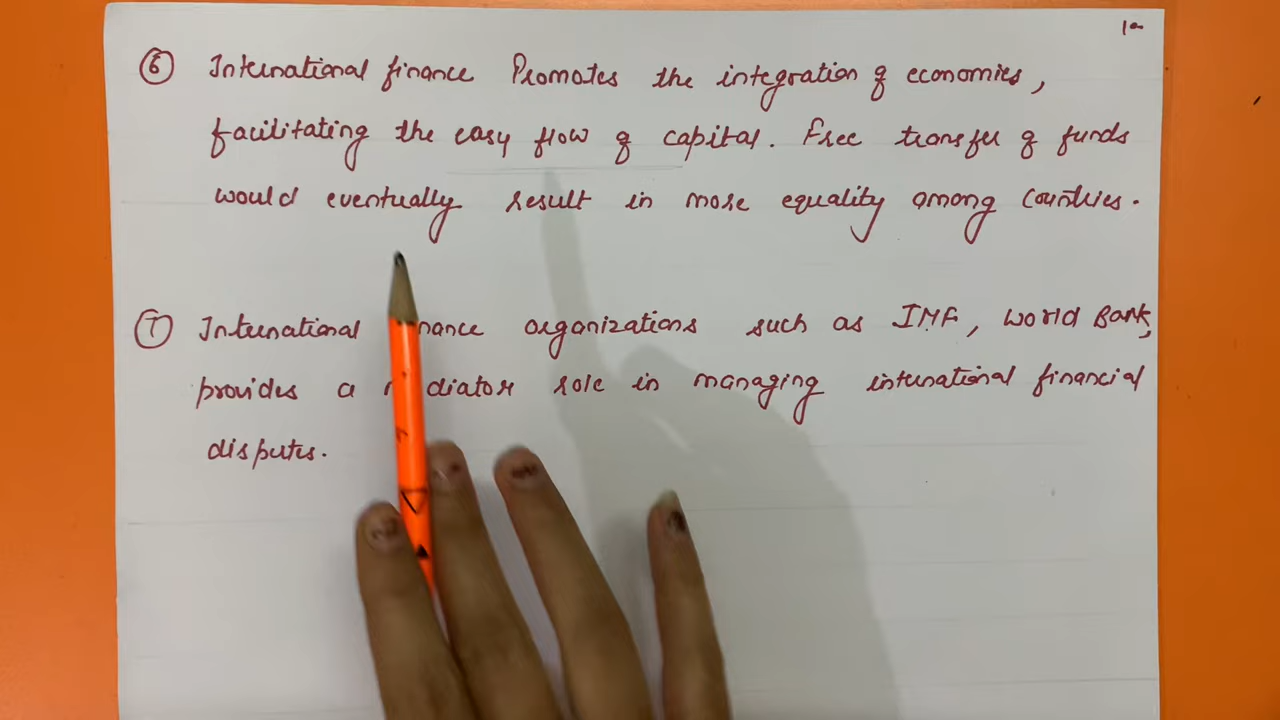 1a
⑥ International finance Promotes the integration of economies,
facilitating the easy flow of capital. Free transfer of funds
would eventually result in more equality among countries.
⑦ International nance organizations such as IMF, World Bank,
provides a diator role in managing international financial
disputes.